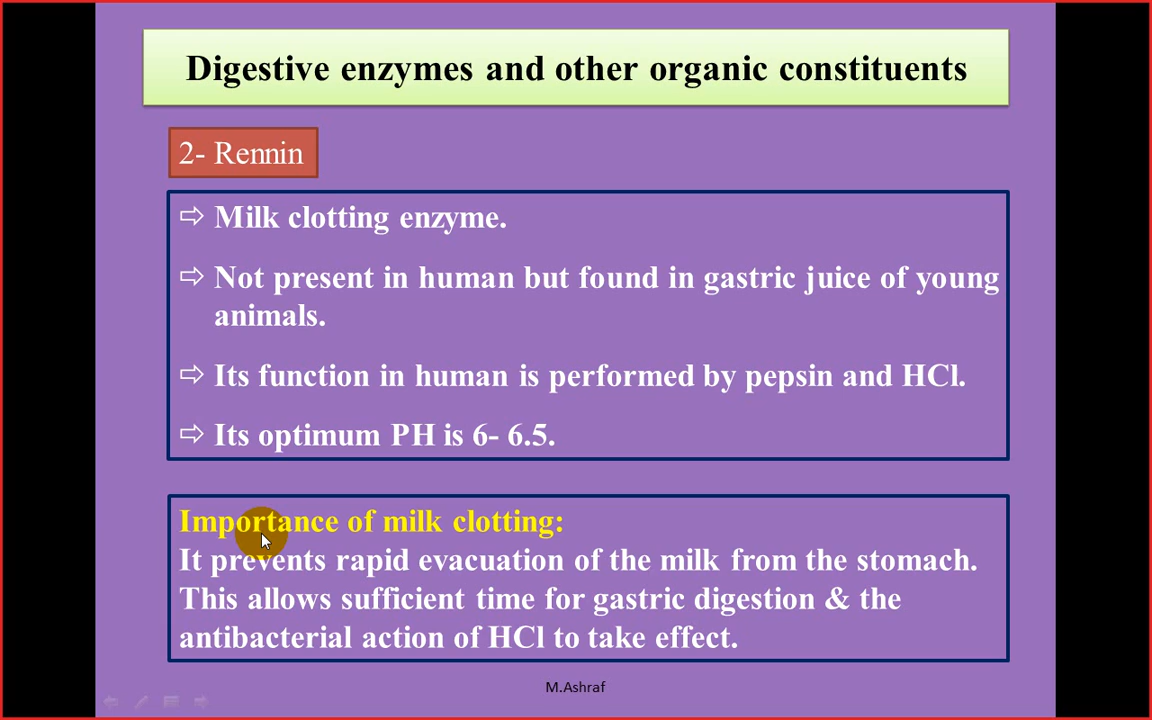 Digestive enzymes and other organic constituents
2- Rennin
⇨ Milk clotting enzyme.
⇨ Not present in human but found in gastric juice of young
animals.
⇨ Its function in human is performed by pepsin and HCl.
⇨ Its optimum PH is 6- 6.5.
Importance of milk clotting:
It prevents rapid evacuation of the milk from the stomach.
This allows sufficient time for gastric digestion & the
antibacterial action of HCl to take effect.
M.Ashraf